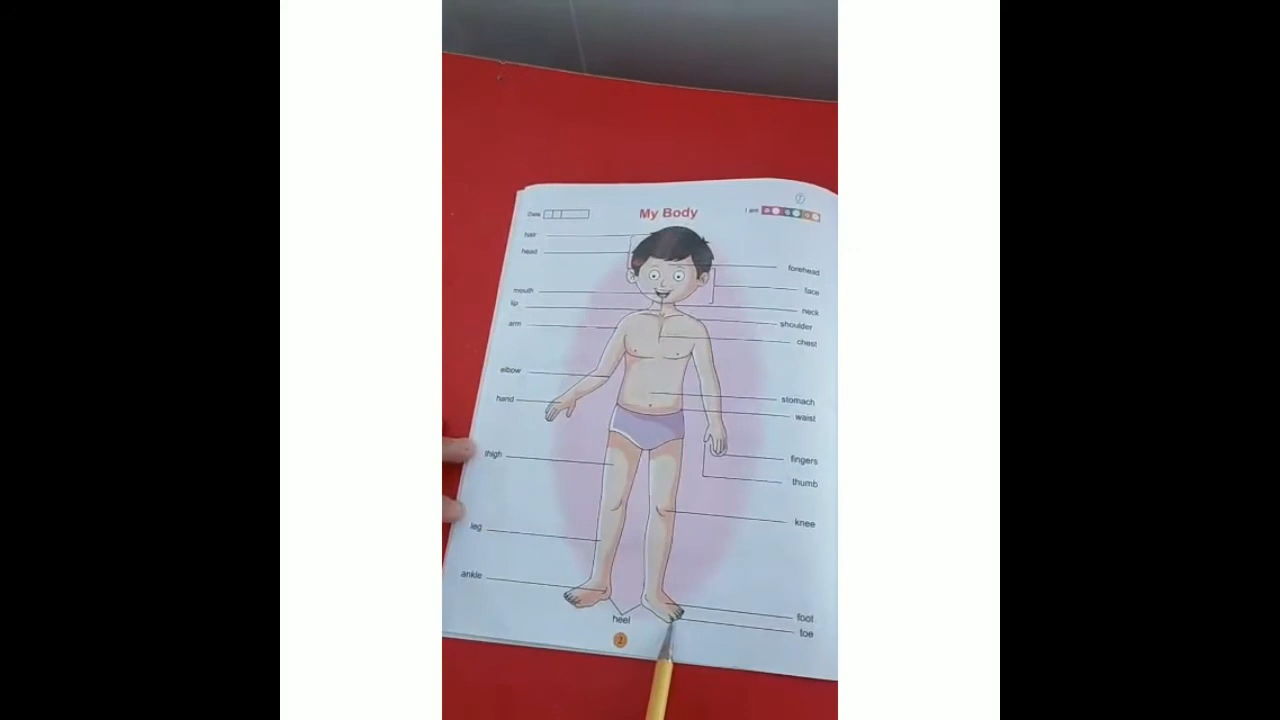 7
Date
My Body
I am
hair
head
forehead
face
mouth
lip
neck
arm
shoulder
chest
elbow
hand
stomach
waist
thigh
fingers
thumb
leg
knee
ankle
heel
foot
toe
2